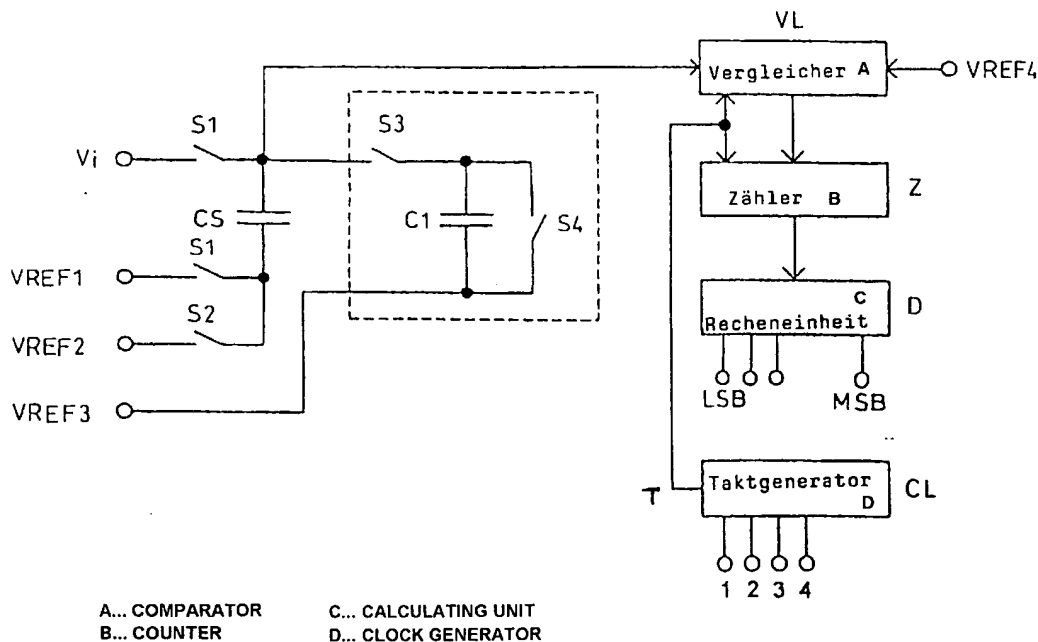 VL
Vergleicher A
VREF4
S1
S3
Vi
CS
C1
S4
Zähler B
Z
S1
VREF1
S2
VREF2
VREF3
C
Recheneinheit
D
LSB
MSB
T
Taktgenerator
D
CL
1 2 3 4
A... COMPARATOR
C... CALCULATING UNIT
B... COUNTER
D... CLOCK GENERATOR